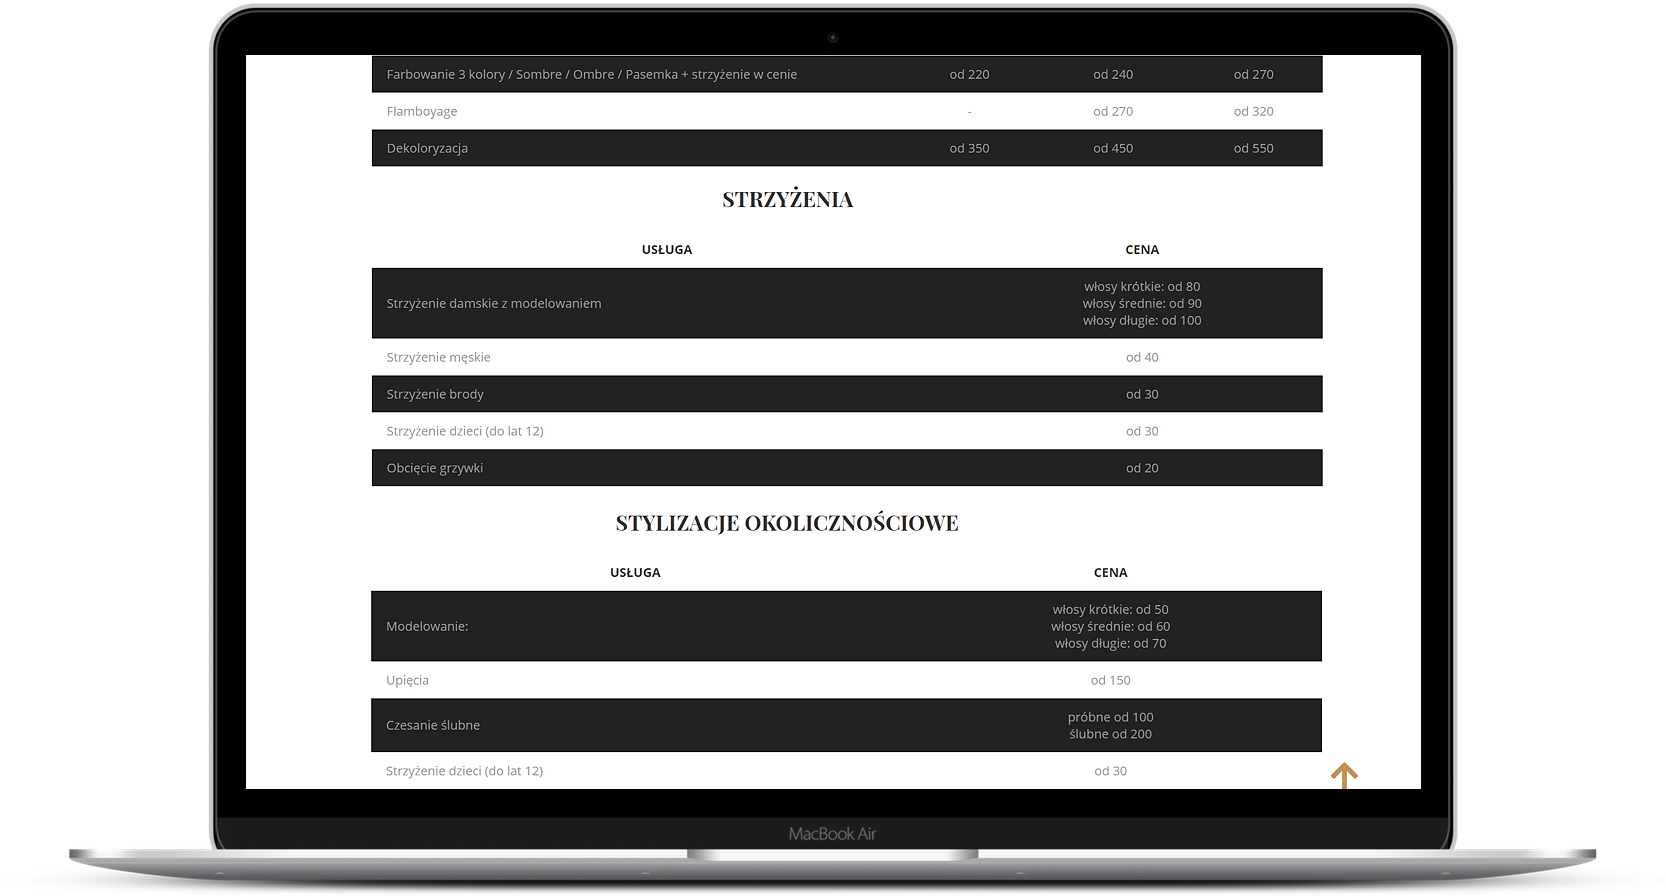 Farbowanie 3 kolory / Sombre / Ombre / Pasemka + strzyżenie w cenie od 220 od 240 od 270
Flamboyage - od 270 od 320
Dekoloryzacja od 350 od 450 od 550
STRZYŻENIA
USŁUGA CENA
Strzyżenie damskie z modelowaniem
włosy krótkie: od 80
włosy średnie: od 90
włosy długie: od 100
Strzyżenie męskie od 40
Strzyżenie brody od 30
Strzyżenie dzieci (do lat 12) od 30
Obcięcie grzywki od 20
STYLIZACJE OKOLICZNOŚCIOWE
USŁUGA CENA
Modelowanie:
włosy krótkie: od 50
włosy średnie: od 60
włosy długie: od 70
Upięcia od 150
Czesanie ślubne
próbne od 100
ślubne od 200
Strzyżenie dzieci (do lat 12) od 30
MacBook Air